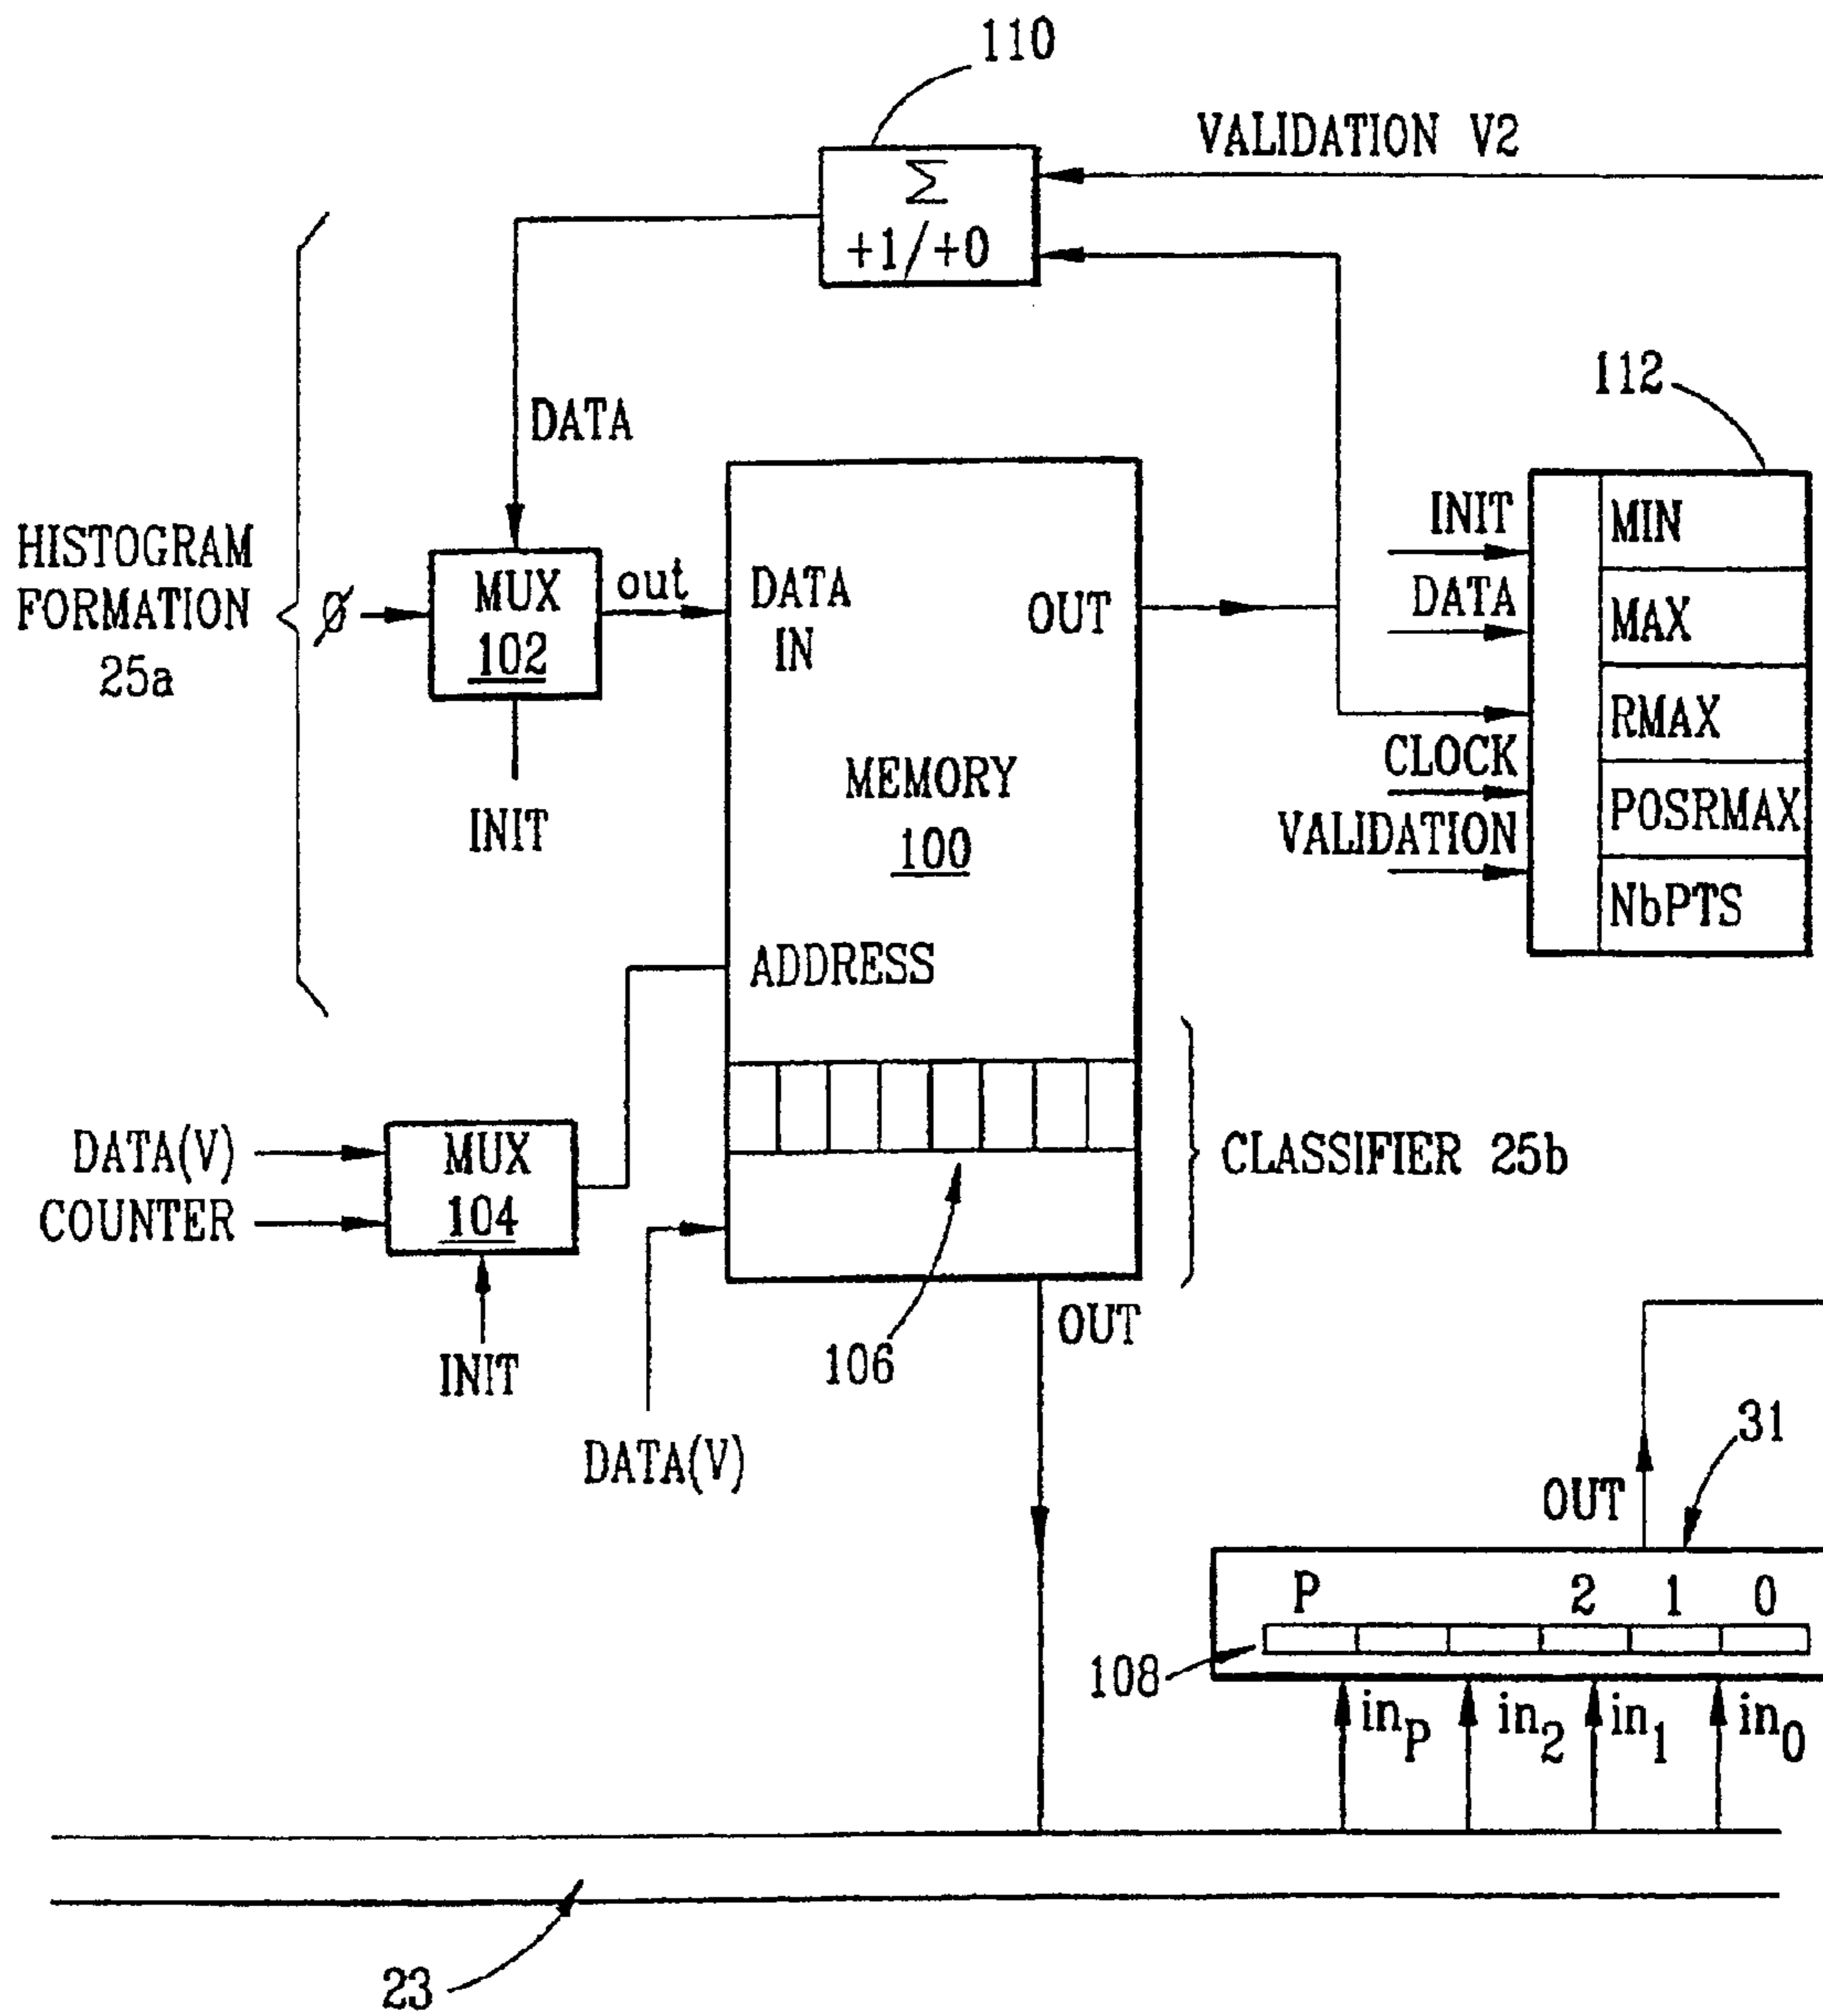 110
VALIDATION V2
Σ
+1/+0
112
DATA
HISTOGRAM
FORMATION
25a
Ø
MUX
102
out
INIT
DATA
IN
OUT
MEMORY
100
ADDRESS
INIT
DATA
CLOCK
VALIDATION
MIN
MAX
RMAX
POSRMAX
NbPTS
DATA(V)
COUNTER
MUX
104
INIT
CLASSIFIER 25b
106
OUT
DATA(V)
OUT
31
P 2 1 0
108
inP in2 in1 in0
23